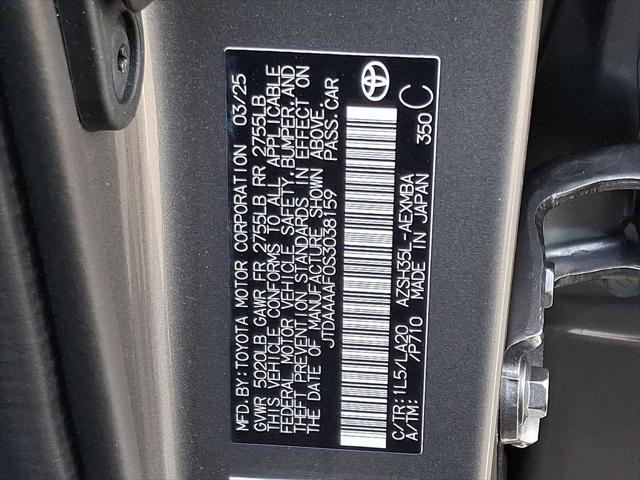 MFD.BY:TOYOTA MOTOR CORPORATION 03/25
GVWR 5020LB GAWR FR 2755LB RR 2755LB
THIS VEHICLE CONFORMS TO ALL APPLICABLE
FEDERAL MOTOR VEHICLE SAFETY, BUMPER, AND
THEFT PREVENTION STANDARDS IN EFFECT ON
THE DATE OF MANUFACTURE SHOWN ABOVE.
JTDAAAAF0S3038159 PASS.CAR
C/TR:1L5/LA20 AZSH35L-AEXMBA 350 C
A/TM: /P710 MADE IN JAPAN